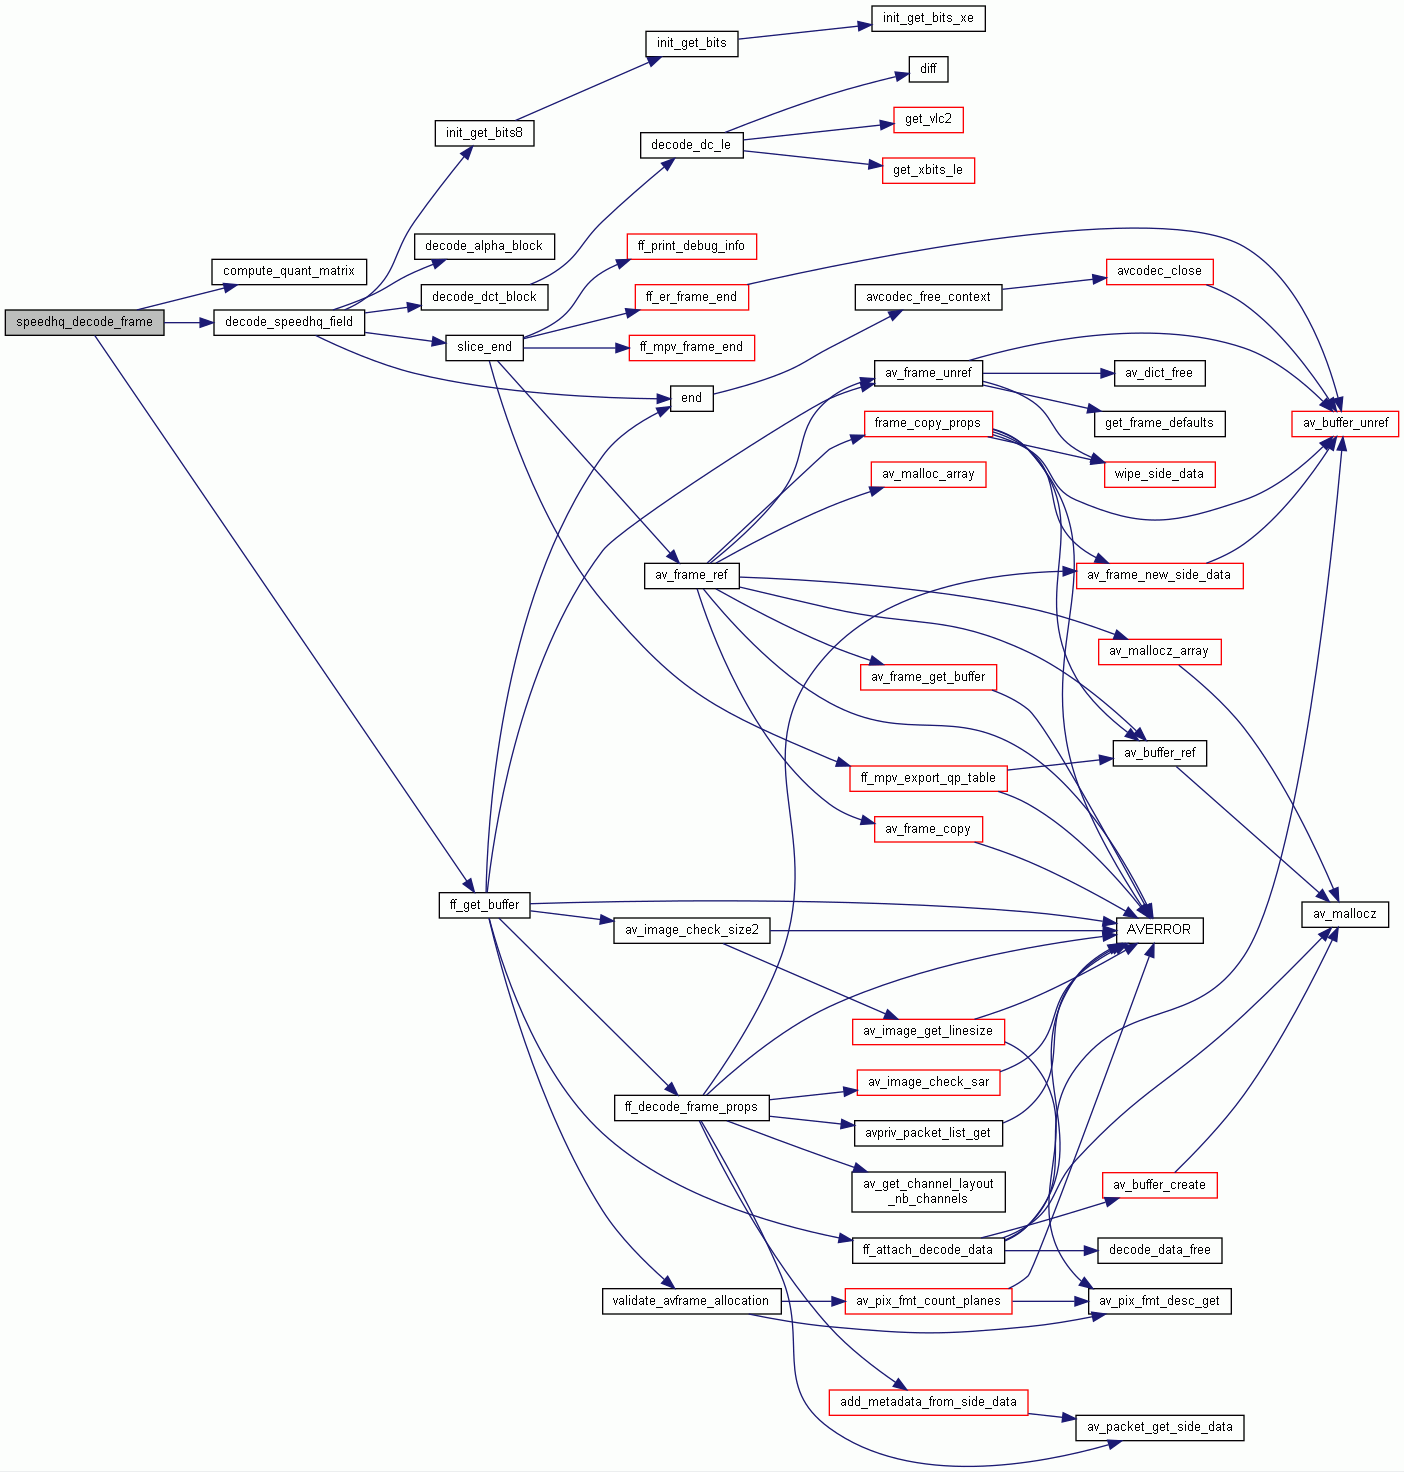 init_get_bits_xe
init_get_bits
diff
get_vlc2
init_get_bits8
decode_dc_le
get_xbits_le
decode_alpha_block
ff_print_debug_info
compute_quant_matrix
avcodec_close
decode_dct_block
ff_er_frame_end
avcodec_free_context
speedhq_decode_frame
decode_speedhq_field
slice_end
ff_mpv_frame_end
av_frame_unref
av_dict_free
end
frame_copy_props
get_frame_defaults
av_buffer_unref
av_malloc_array
wipe_side_data
av_frame_ref
av_frame_new_side_data
av_mallocz_array
av_frame_get_buffer
av_buffer_ref
ff_mpv_export_qp_table
av_frame_copy
ff_get_buffer
av_mallocz
av_image_check_size2
AVERROR
av_image_get_linesize
av_image_check_sar
ff_decode_frame_props
avpriv_packet_list_get
av_get_channel_layout
_nb_channels
av_buffer_create
ff_attach_decode_data
decode_data_free
validate_avframe_allocation
av_pix_fmt_count_planes
av_pix_fmt_desc_get
add_metadata_from_side_data
av_packet_get_side_data